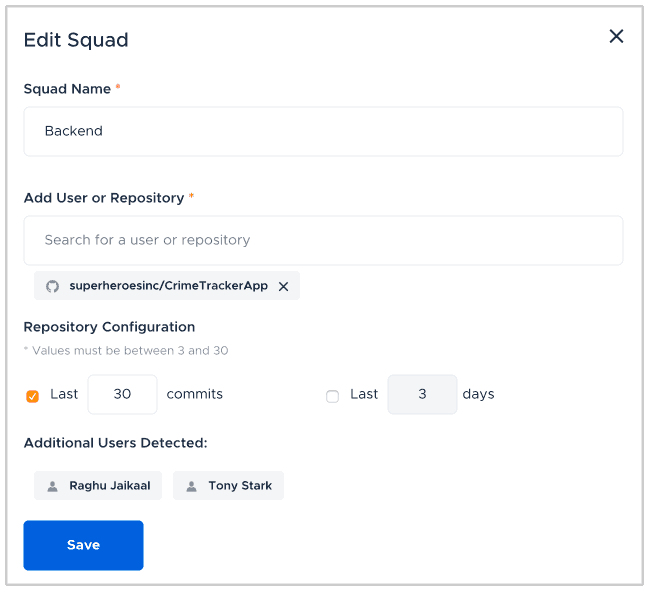 Edit Squad
Squad Name *
Backend
Add User or Repository *
Search for a user or repository
superheroesinc/CrimeTrackerApp
Repository Configuration
* Values must be between 3 and 30
Last 30 commits Last 3 days
Additional Users Detected:
Raghu Jaikaal Tony Stark
Save